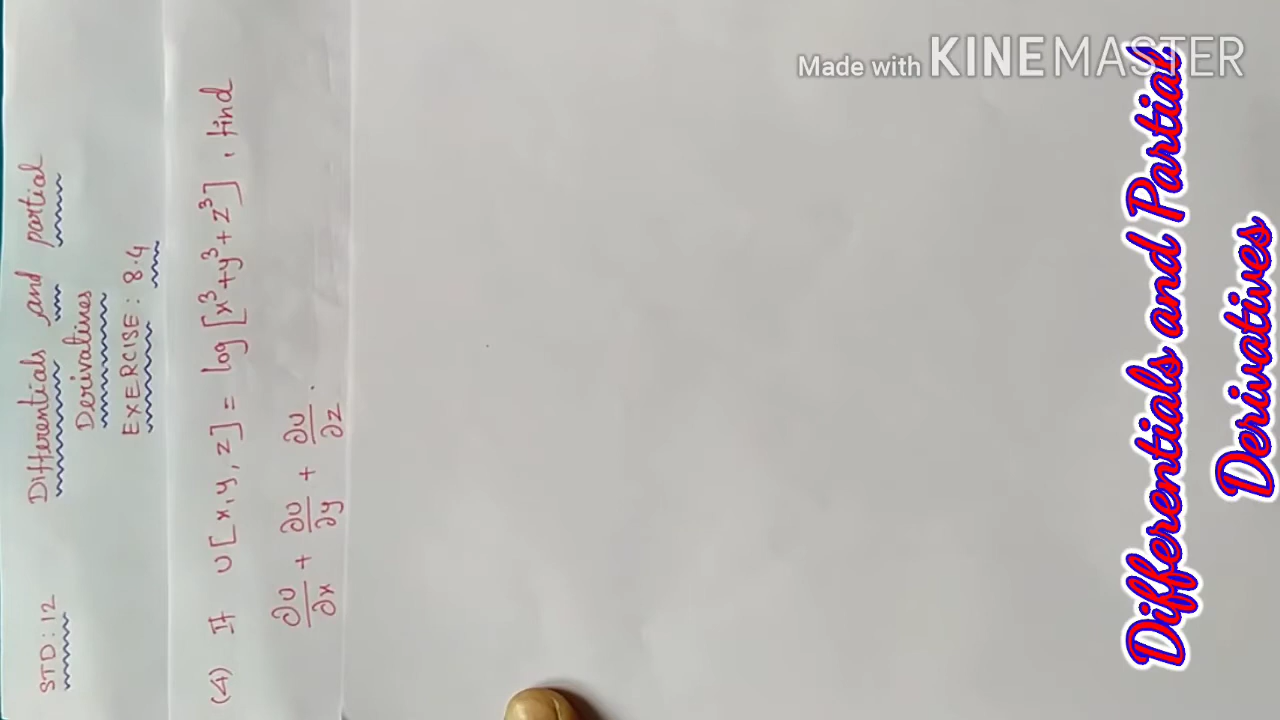 STD: 12 Differentials and partial
Derivatives
EXERCISE: 8.4
(4) If U[x, y, z] = log [x³+y³+z³], find
∂U/∂x + ∂U/∂y + ∂U/∂z.
Made with KINEMASTER
Differentials and Partial
Derivatives